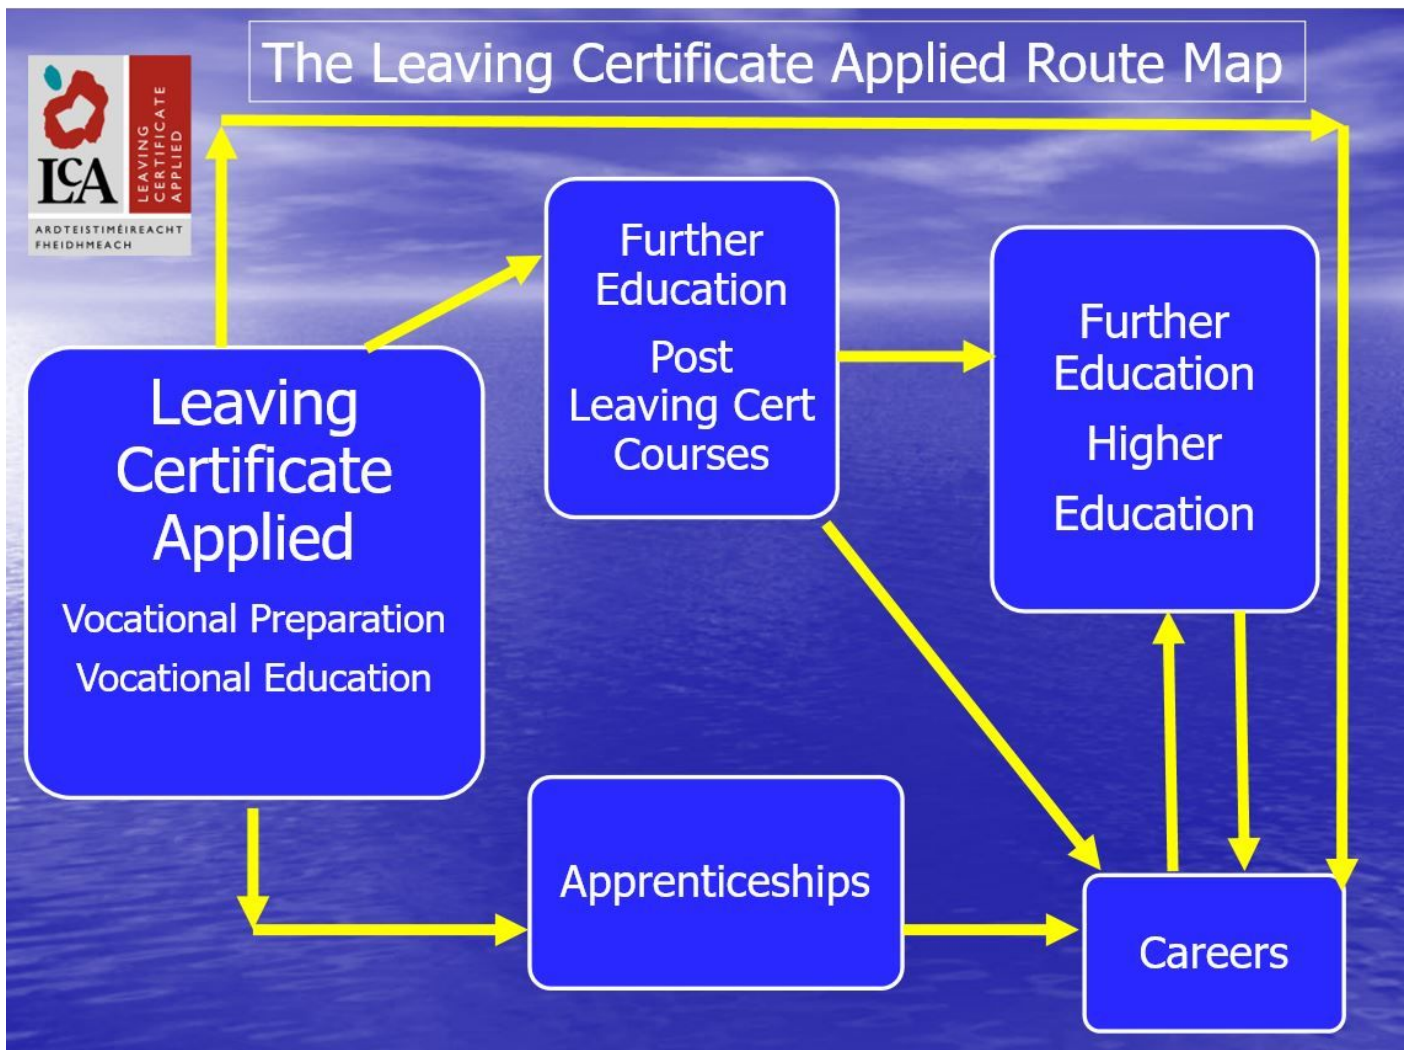 The Leaving Certificate Applied Route Map
LCA
LEAVING
CERTIFICATE
APPLIED
ARDTEISTIMÉIREACHT
FHEIDHMEACH
Leaving
Certificate
Applied
Vocational Preparation
Vocational Education
Further
Education
Post
Leaving Cert
Courses
Further
Education
Higher
Education
Apprenticeships
Careers